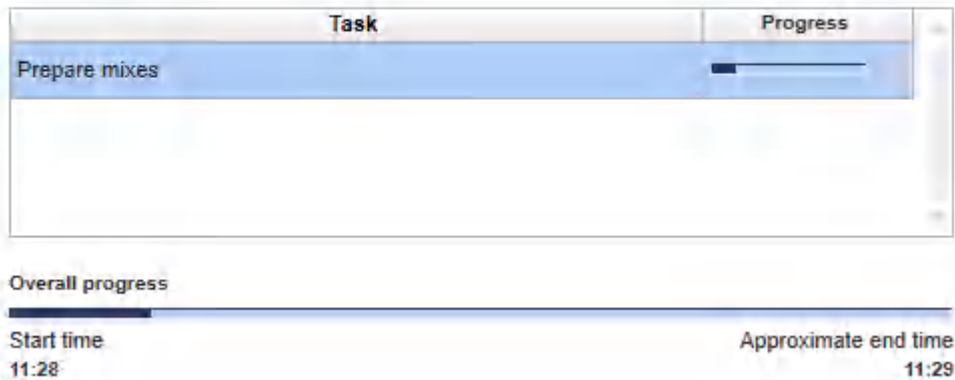 Task Progress
Prepare mixes
Overall progress
Start time Approximate end time
11:28 11:29